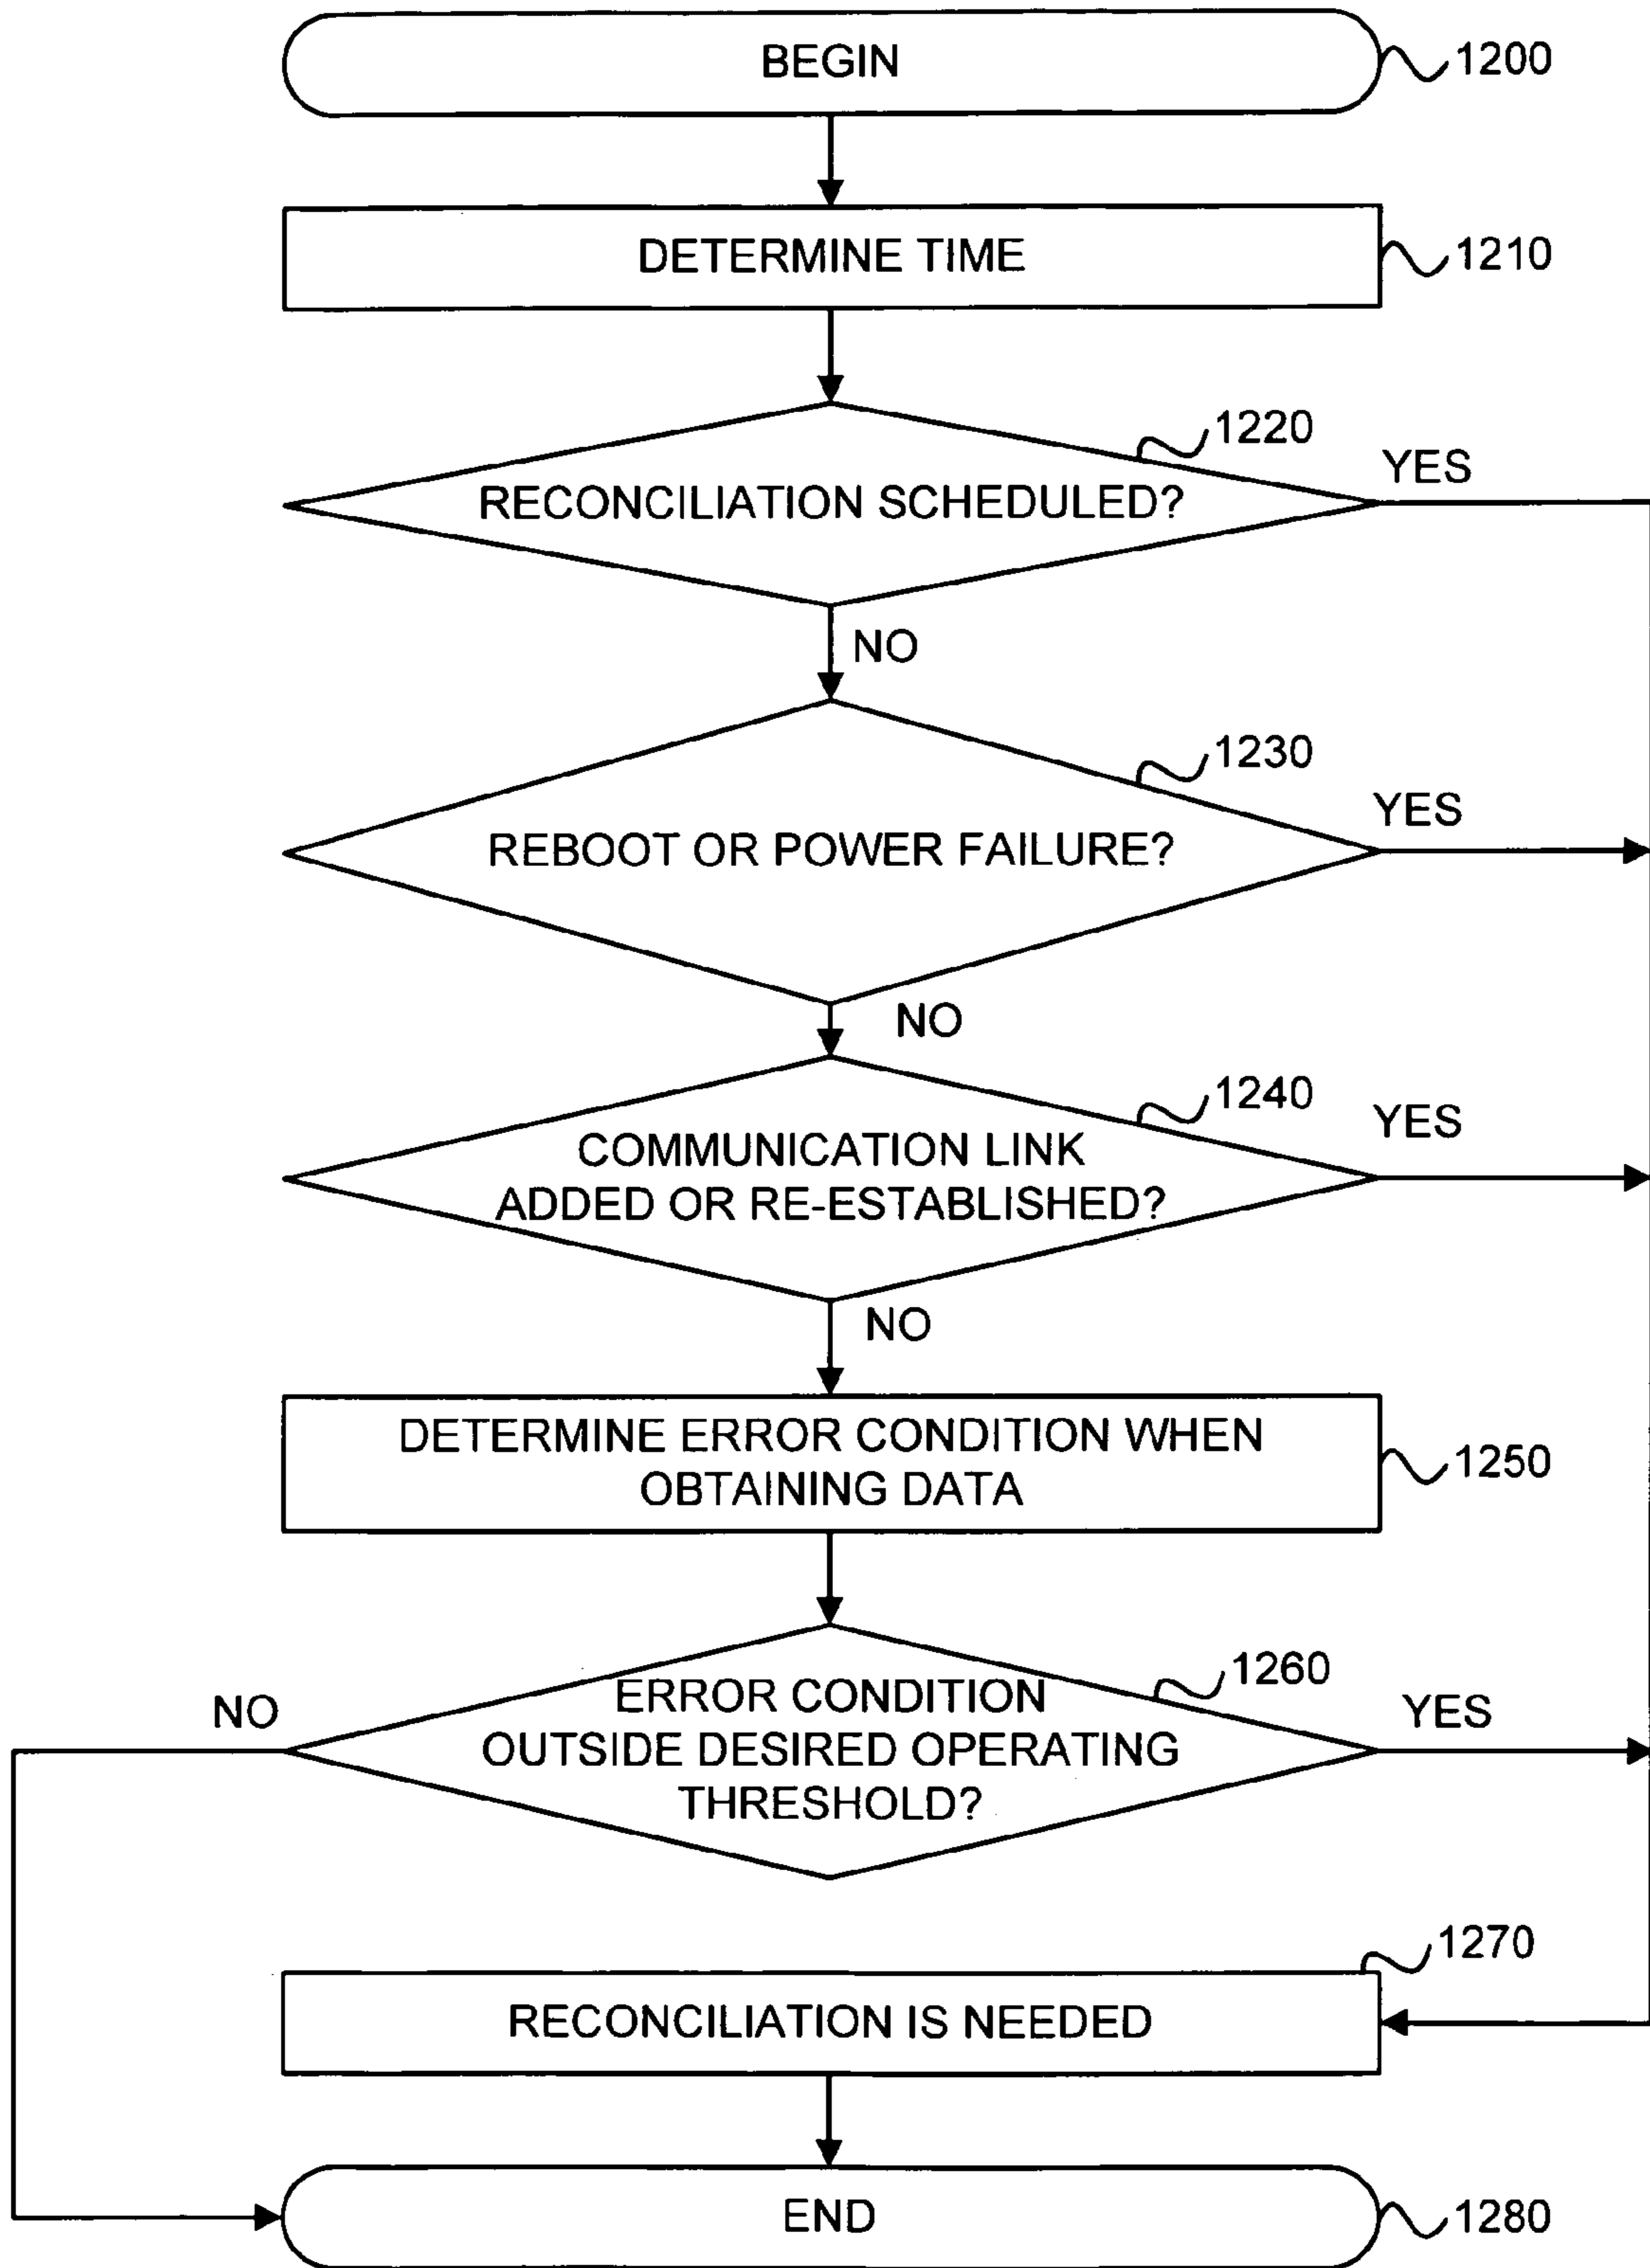 BEGIN
1200
DETERMINE TIME
1210
1220
YES
RECONCILIATION SCHEDULED?
NO
1230
YES
REBOOT OR POWER FAILURE?
NO
1240
YES
COMMUNICATION LINK
ADDED OR RE-ESTABLISHED?
NO
DETERMINE ERROR CONDITION WHEN
OBTAINING DATA
1250
1260
NO
YES
ERROR CONDITION
OUTSIDE DESIRED OPERATING
THRESHOLD?
1270
RECONCILIATION IS NEEDED
END
1280